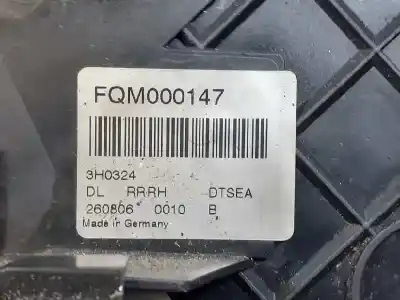 FQM000147
3H0324
DL RRRH DTSEA
260806 0010 B
Made in Germany